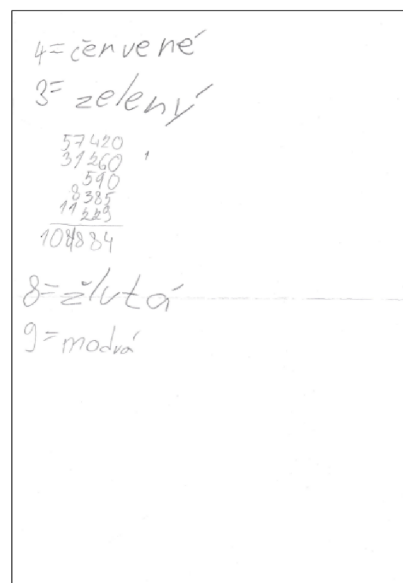 4=červené
3=zelený
57420
31260
590
8385
11229
108884
8=žlutá
9=modrá